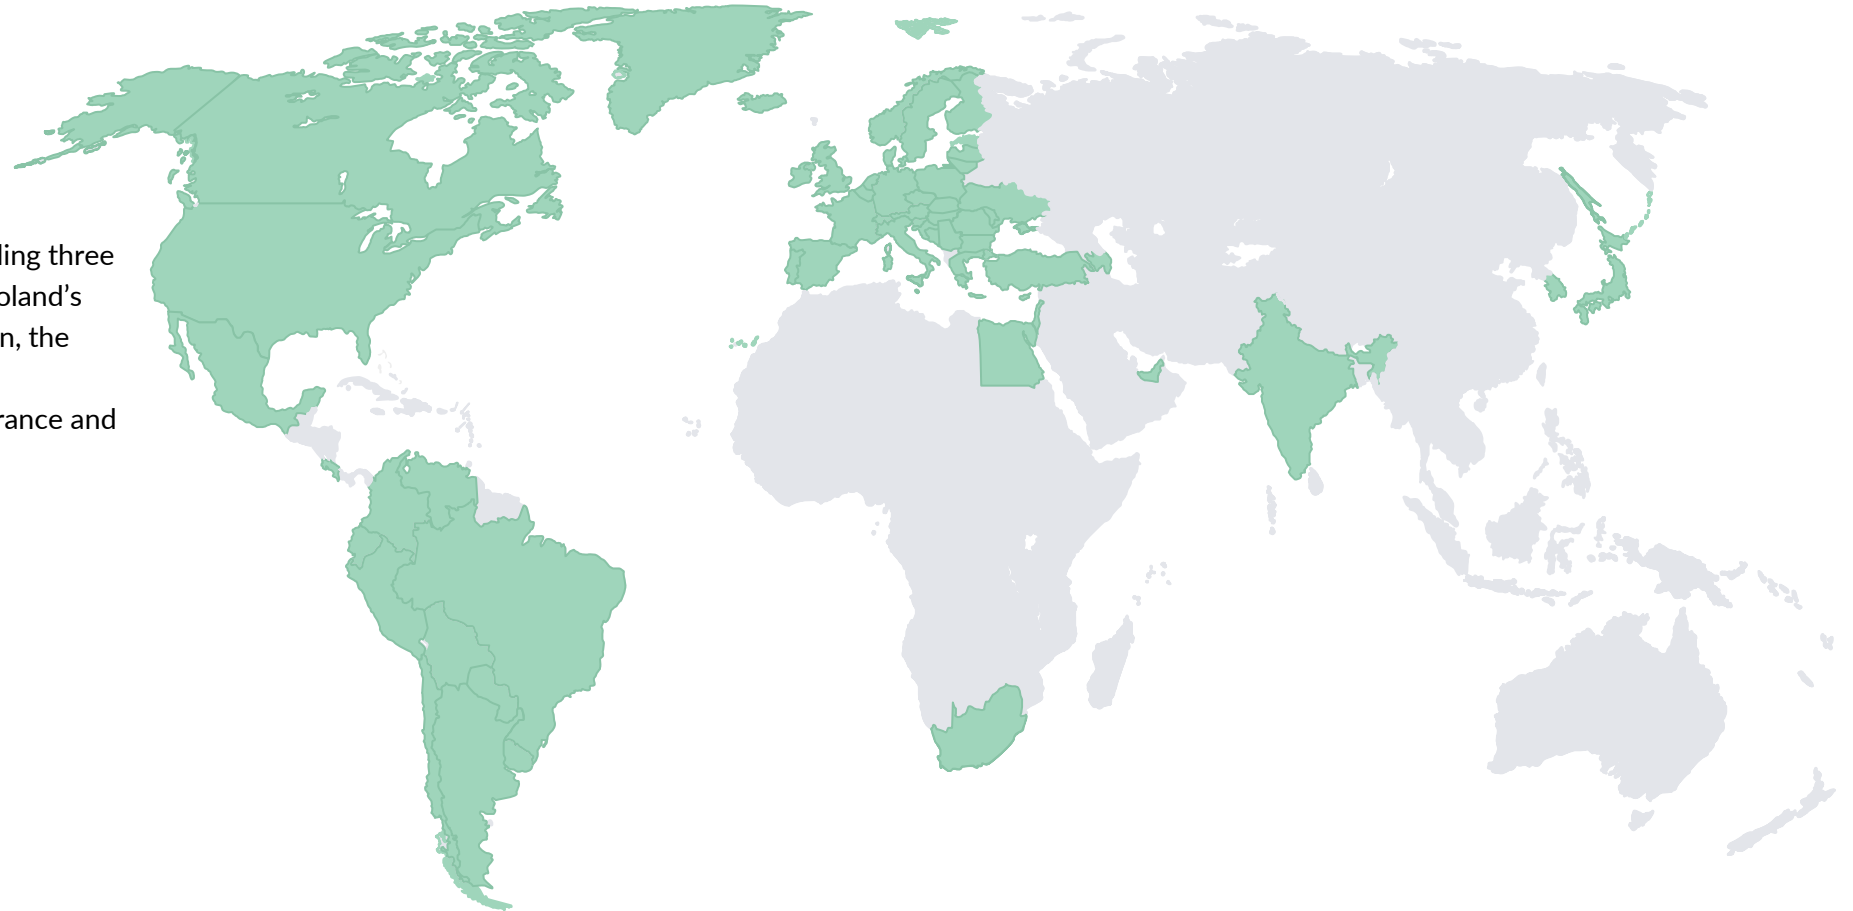 ling three
oland’s
n, the
rance and